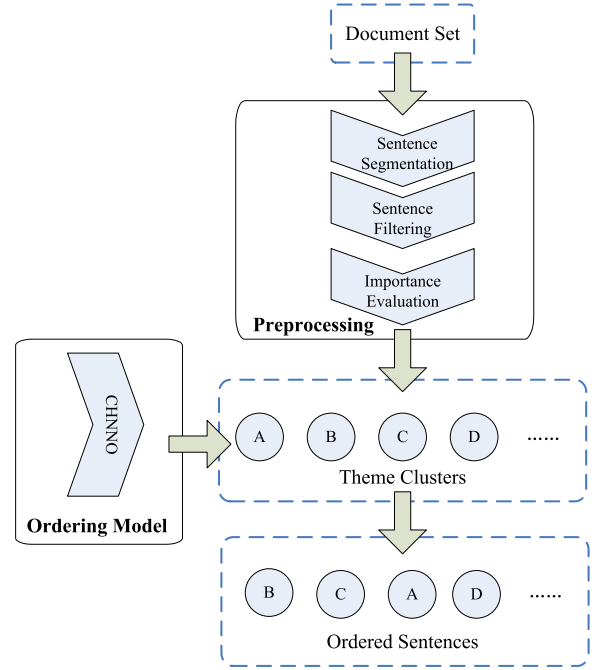 Document Set
Sentence
Segmentation
Sentence
Filtering
Importance
Evaluation
Preprocessing
CHNNO
Ordering Model
A B C D ......
Theme Clusters
B C A D ......
Ordered Sentences